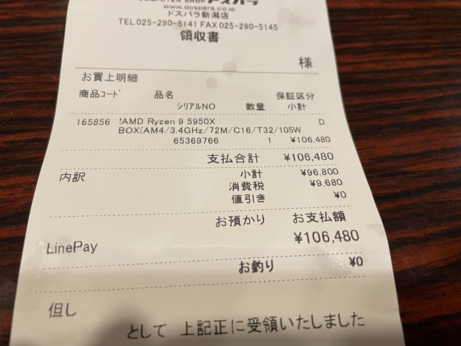 COMPUTER SHOP ドスパラ
www.dospara.co.jp
ドスパラ新潟店
TEL 025-290-5141 FAX 025-290-5145
領収書
様
お買上明細
商品コード 品名 保証区分
シリアルNO 数量 小計
165856 !AMD Ryzen 9 5950X D
BOX(AM4/3.4GHz/72M/C16/T32/105W
65369766 1 ¥106,480
支払合計 ¥106,480
内訳 小計 ¥96,800
消費税 ¥9,680
値引き ¥0
お預かり お支払額
LinePay ¥106,480
お釣り ¥0
但し
として 上記正に受領いたしました